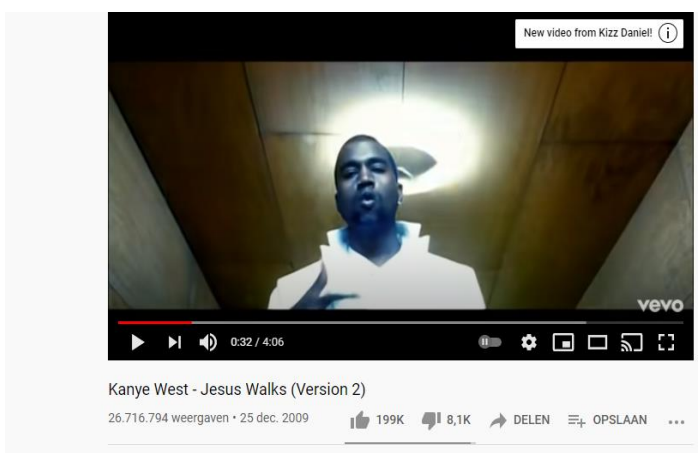 New video from Kizz Daniel!
vevo
0:32 / 4:06
Kanye West - Jesus Walks (Version 2)
26.716.794 weergaven • 25 dec. 2009 199K 8,1K DELEN OPSLAAN